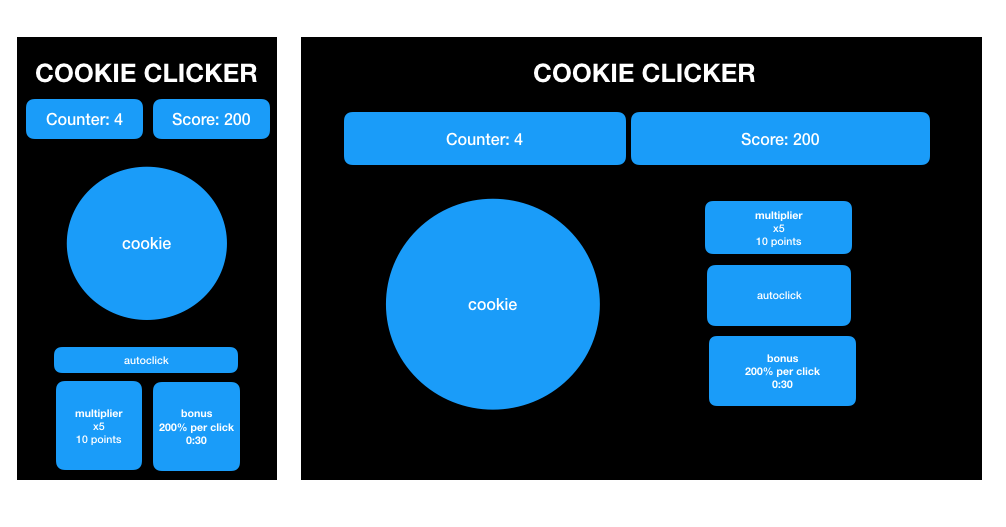 COOKIE CLICKER
Counter: 4
Score: 200
cookie
autoclick
multiplier
x5
10 points
bonus
200% per click
0:30
COOKIE CLICKER
Counter: 4
Score: 200
cookie
multiplier
x5
10 points
autoclick
bonus
200% per click
0:30